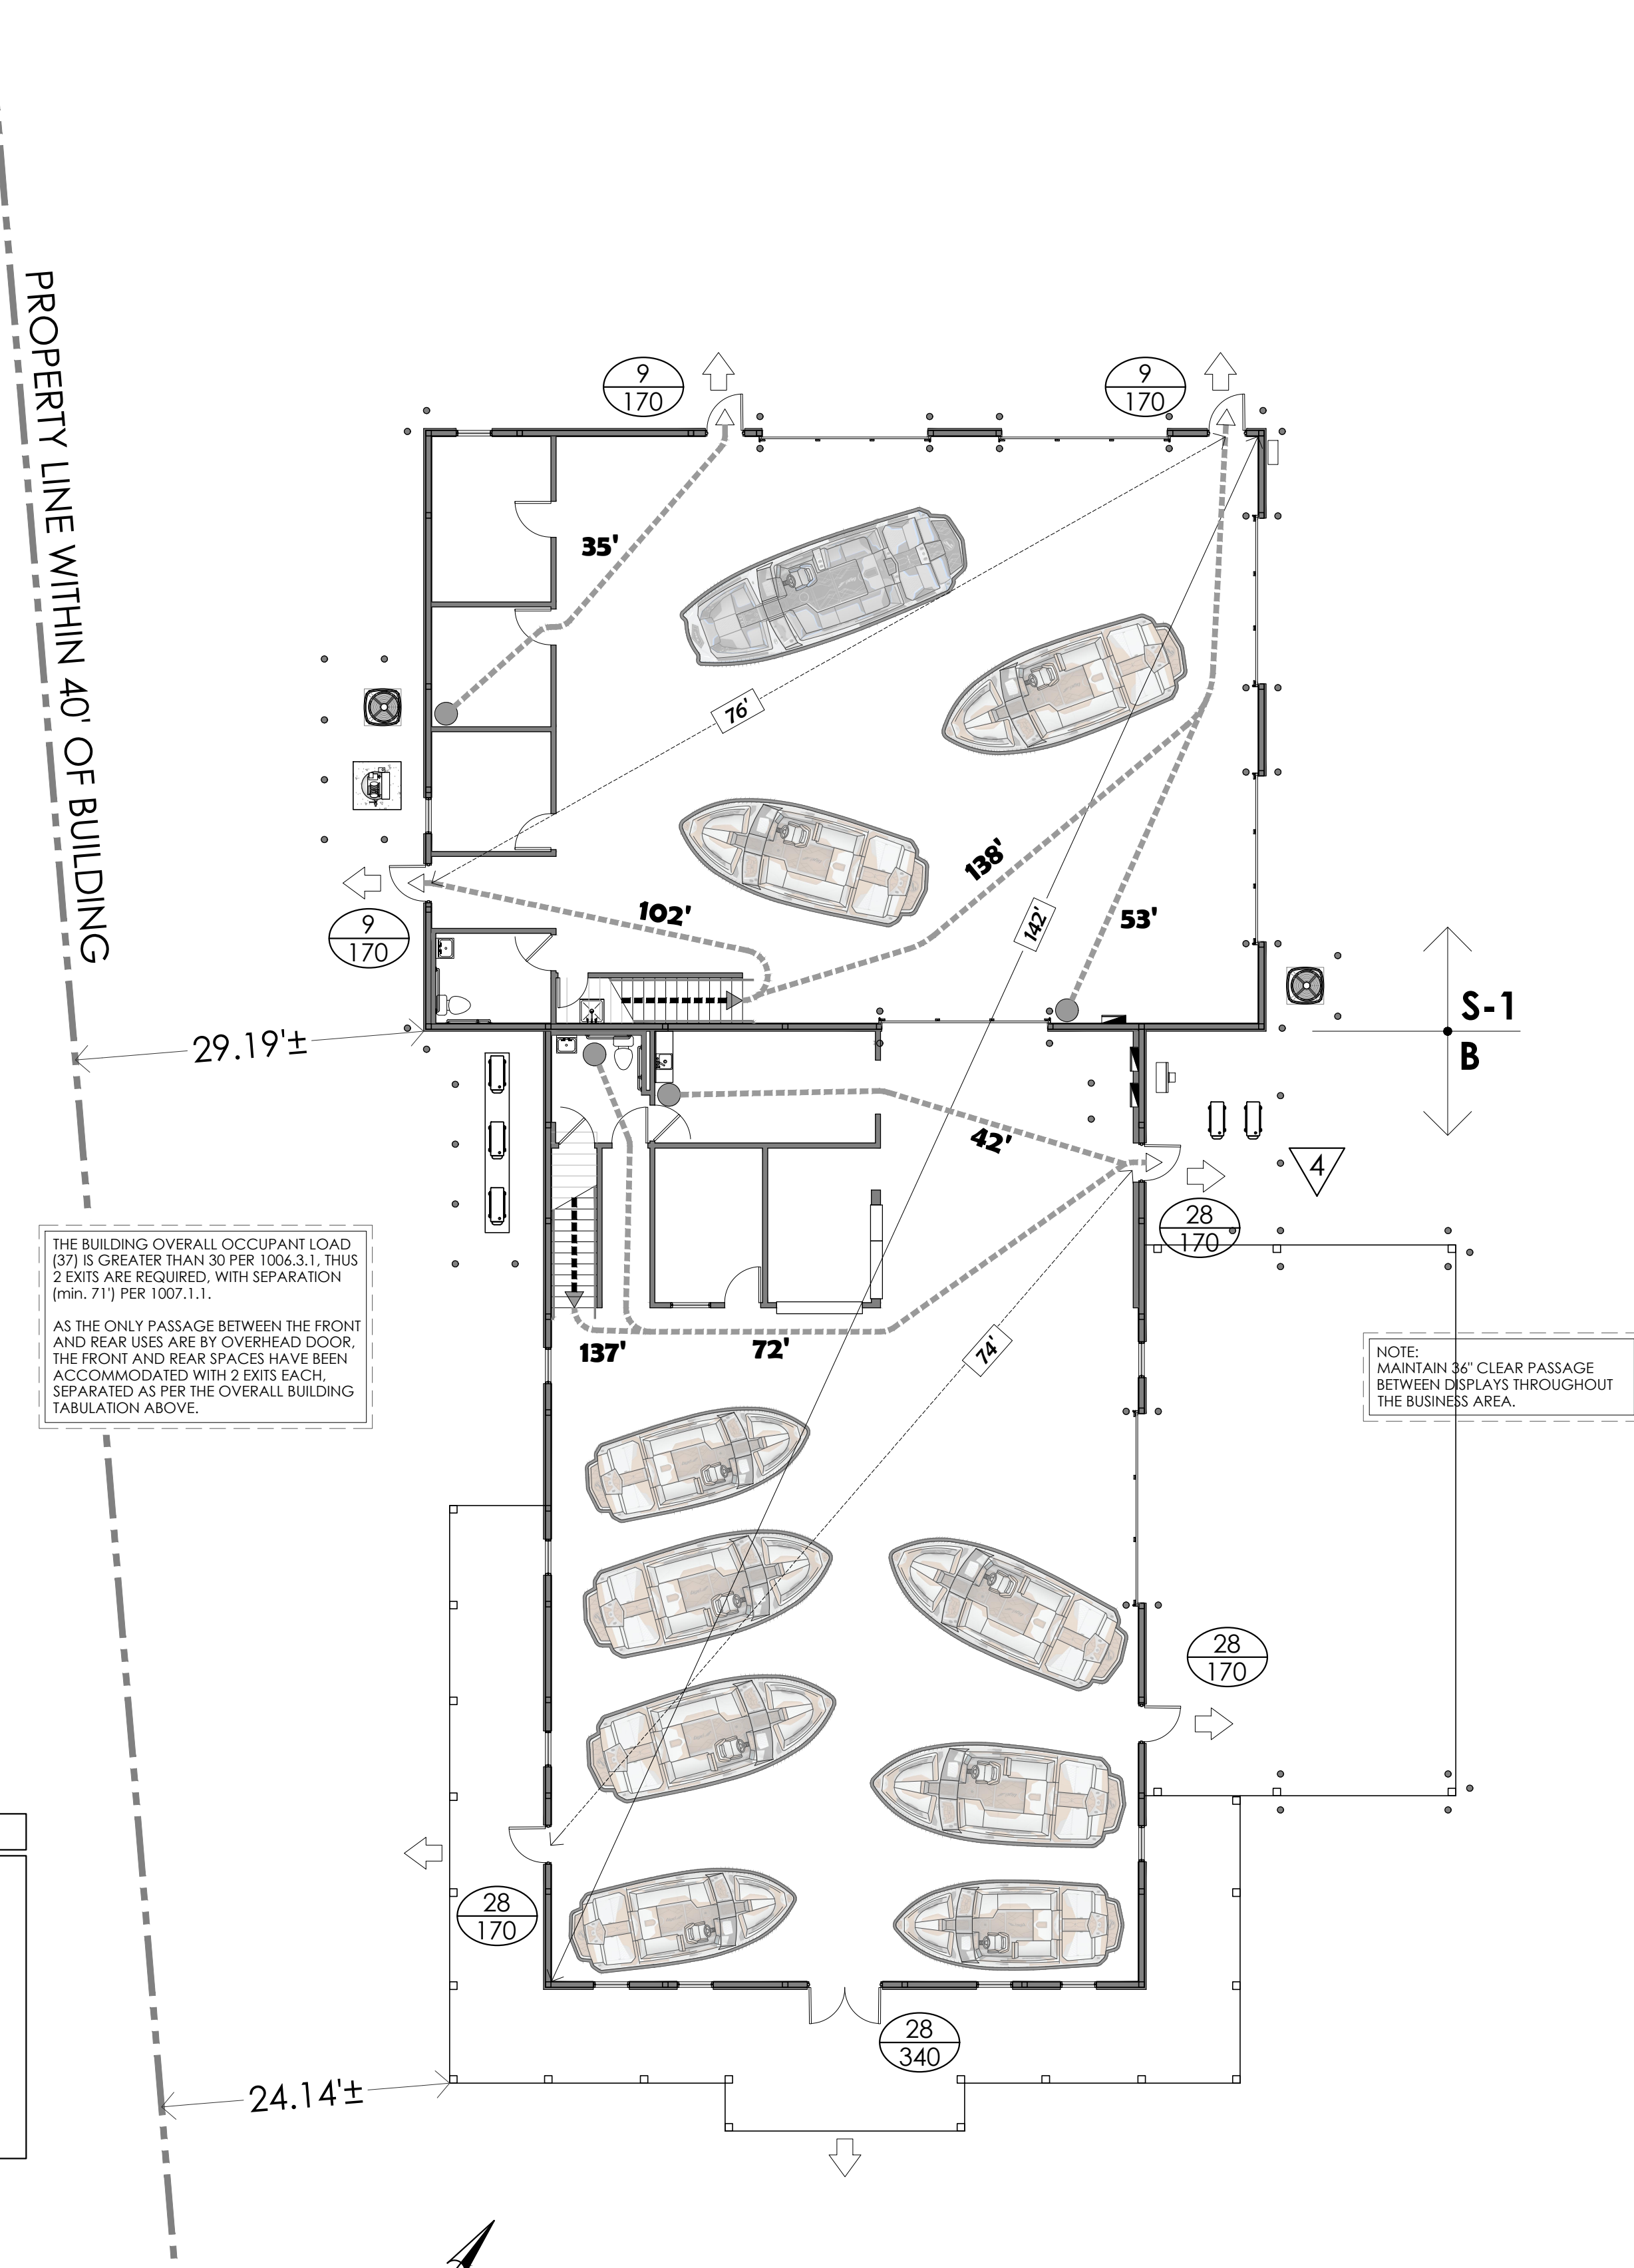 PROPERTY LINE WITHIN 40' OF BUILDING
9
170
9
170
35'
76'
138'
142'
53'
102'
9
170
S-1
B
29.19'±
42'
4
28
170
THE BUILDING OVERALL OCCUPANT LOAD
(37) IS GREATER THAN 30 PER 1006.3.1, THUS
2 EXITS ARE REQUIRED, WITH SEPARATION
(min. 71') PER 1007.1.1.
AS THE ONLY PASSAGE BETWEEN THE FRONT
AND REAR USES ARE BY OVERHEAD DOOR,
THE FRONT AND REAR SPACES HAVE BEEN
ACCOMMODATED WITH 2 EXITS EACH,
SEPARATED AS PER THE OVERALL BUILDING
TABULATION ABOVE.
137'
72'
74'
NOTE:
MAINTAIN 36" CLEAR PASSAGE
BETWEEN DISPLAYS THROUGHOUT
THE BUSINESS AREA.
28
170
28
170
28
340
24.14'±